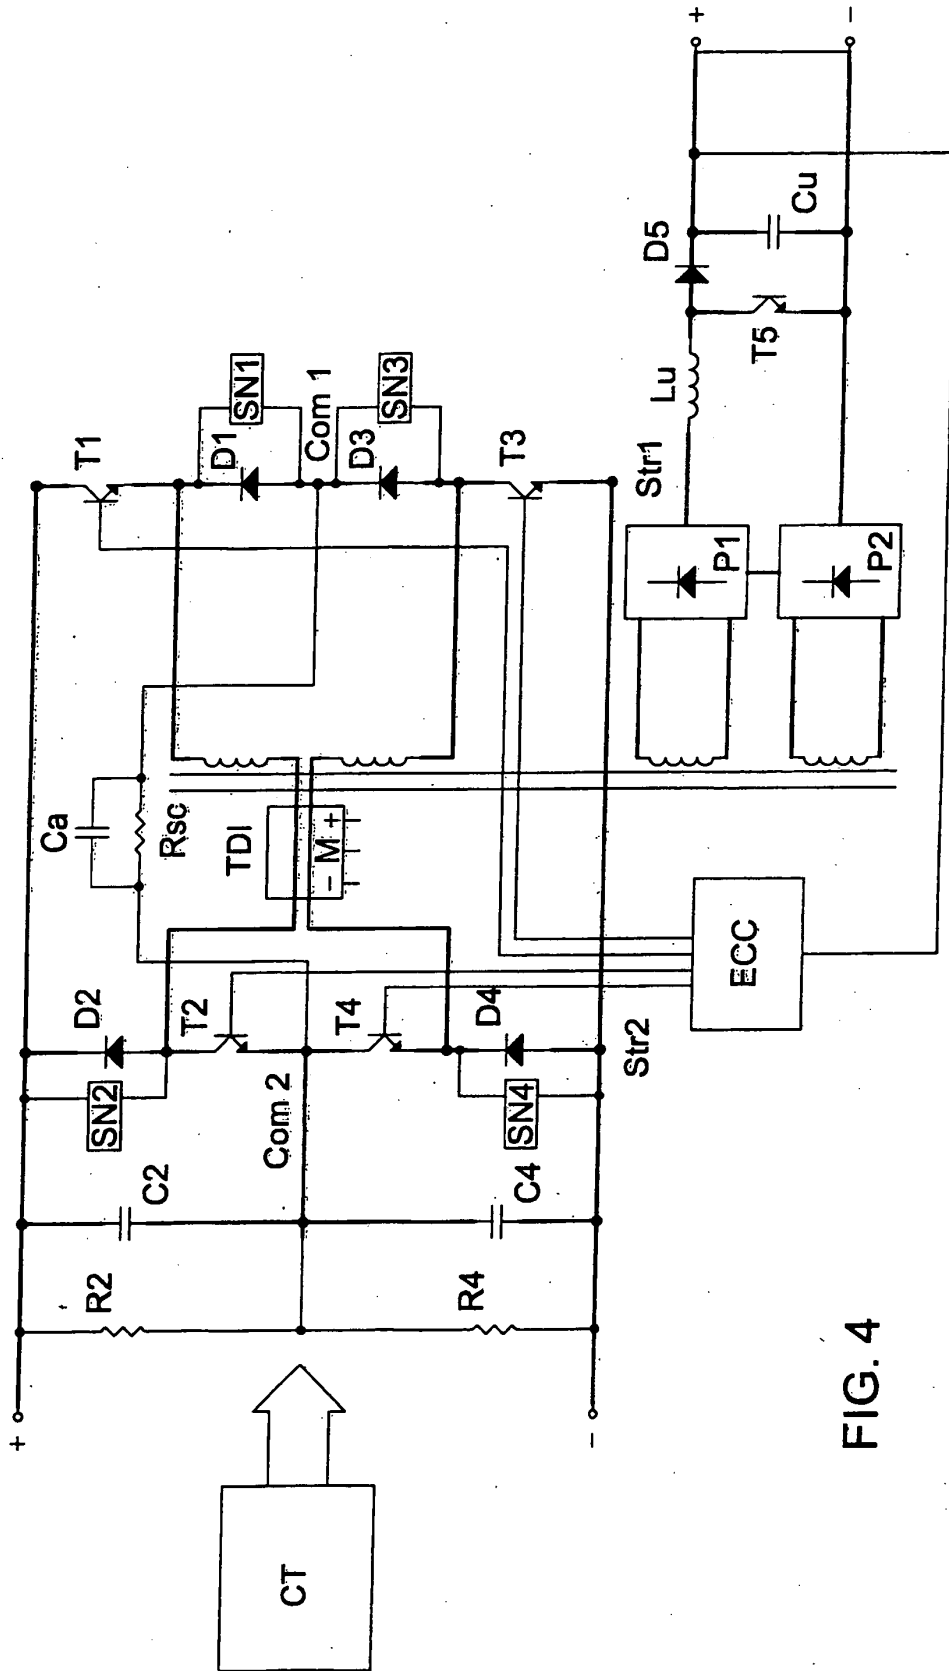 +
−
T1
SN1
D1
Com 1
D3
SN3
T3
Ca
Rsc
TDI
− M +
D2
SN2
T2
Com 2
T4
D4
SN4
Str2
C2
C4
R2
R4
+
−
CT
ECC
Str1
P1
P2
Lu
T5
D5
Cu
FIG. 4